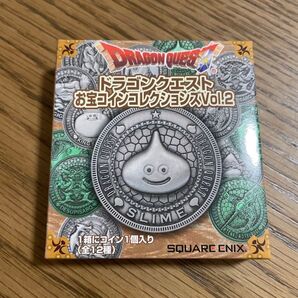 DRAGON QUEST
ドラゴンクエスト
お宝コインコレクションズVol.2
SLIME
1箱にコイン1個入り
(全12種)
SQUARE ENIX